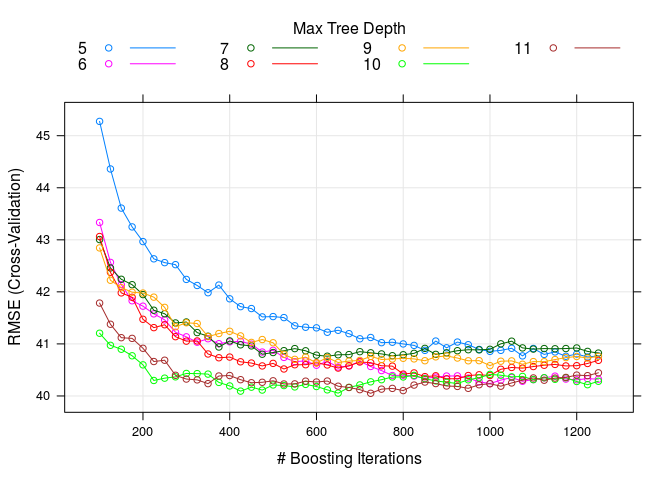 Max Tree Depth
5 7 9 11
6 8 10
45
44
43
42
41
40
RMSE (Cross-Validation)
200 400 600 800 1000 1200
# Boosting Iterations